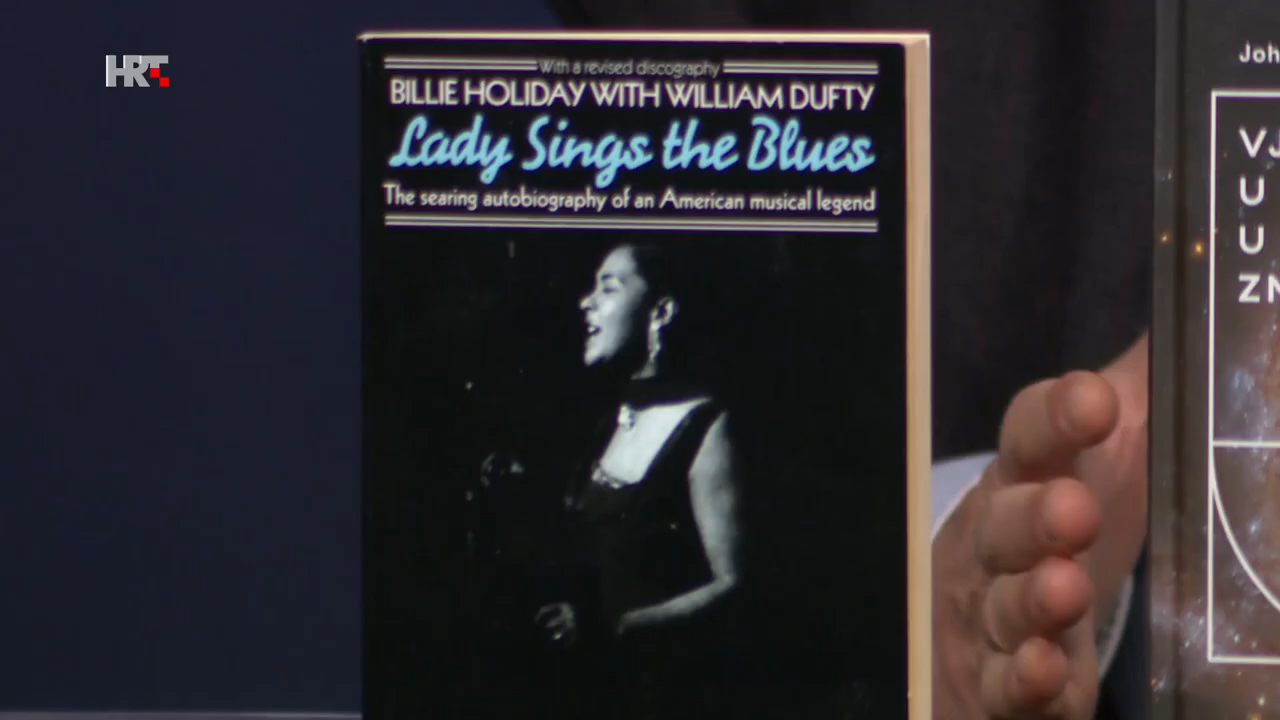 HRT
With a revised discography
BILLIE HOLIDAY WITH WILLIAM DUFTY
Lady Sings the Blues
The searing autobiography of an American musical legend
Joh
VJ
U
U
ZN